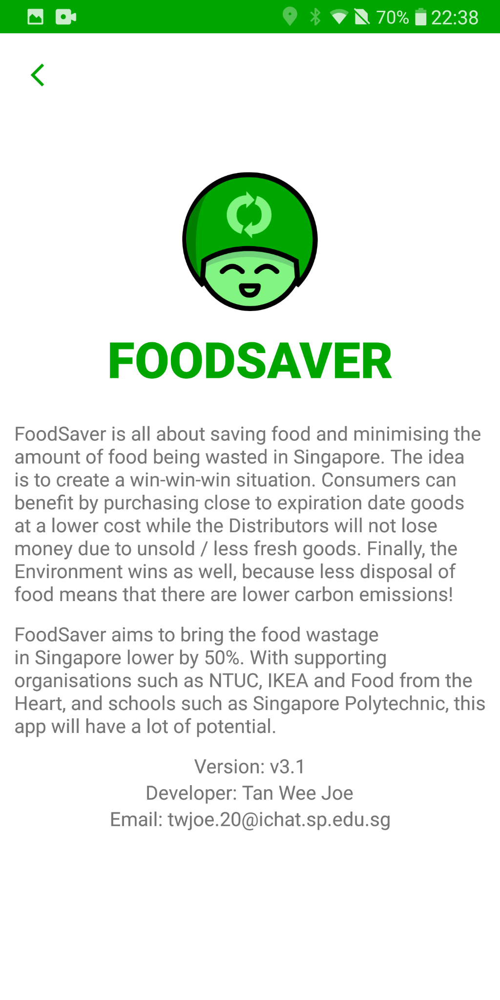 70% 22:38
FOODSAVER
FoodSaver is all about saving food and minimising the
amount of food being wasted in Singapore. The idea
is to create a win-win-win situation. Consumers can
benefit by purchasing close to expiration date goods
at a lower cost while the Distributors will not lose
money due to unsold / less fresh goods. Finally, the
Environment wins as well, because less disposal of
food means that there are lower carbon emissions!
FoodSaver aims to bring the food wastage
in Singapore lower by 50%. With supporting
organisations such as NTUC, IKEA and Food from the
Heart, and schools such as Singapore Polytechnic, this
app will have a lot of potential.
Version: v3.1
Developer: Tan Wee Joe
Email: twjoe.20@ichat.sp.edu.sg